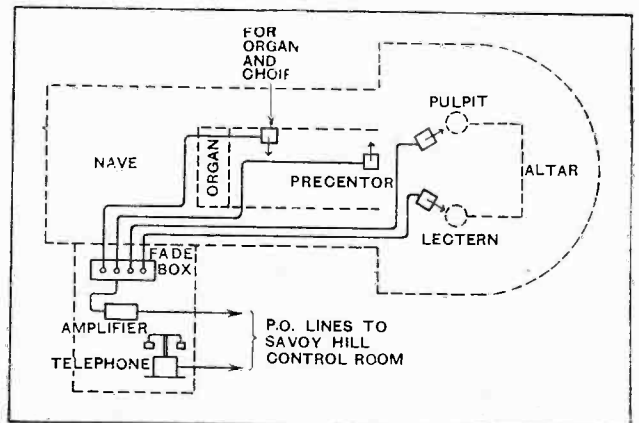 FOR
ORGAN
AND
CHOIR
PULPIT
NAVE
ORGAN
PRECENTOR
ALTAR
LECTERN
FADE
BOX
AMPLIFIER
P.O. LINES TO
SAVOY HILL
CONTROL ROOM
TELEPHONE